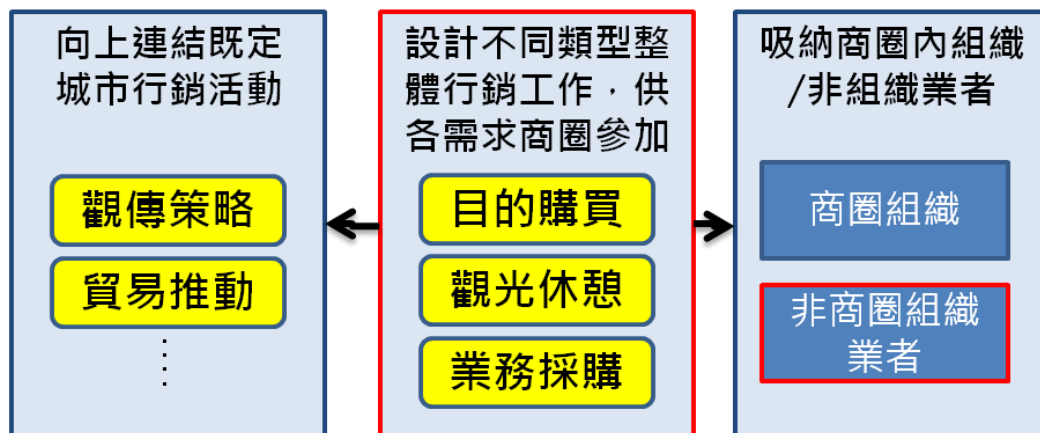 向上連結既定
城市行銷活動
觀傳策略
貿易推動
⋮
設計不同類型整
體行銷工作，供
各需求商圈參加
目的購買
觀光休憩
業務採購
吸納商圈內組織
/非組織業者
商圈組織
非商圈組織
業者